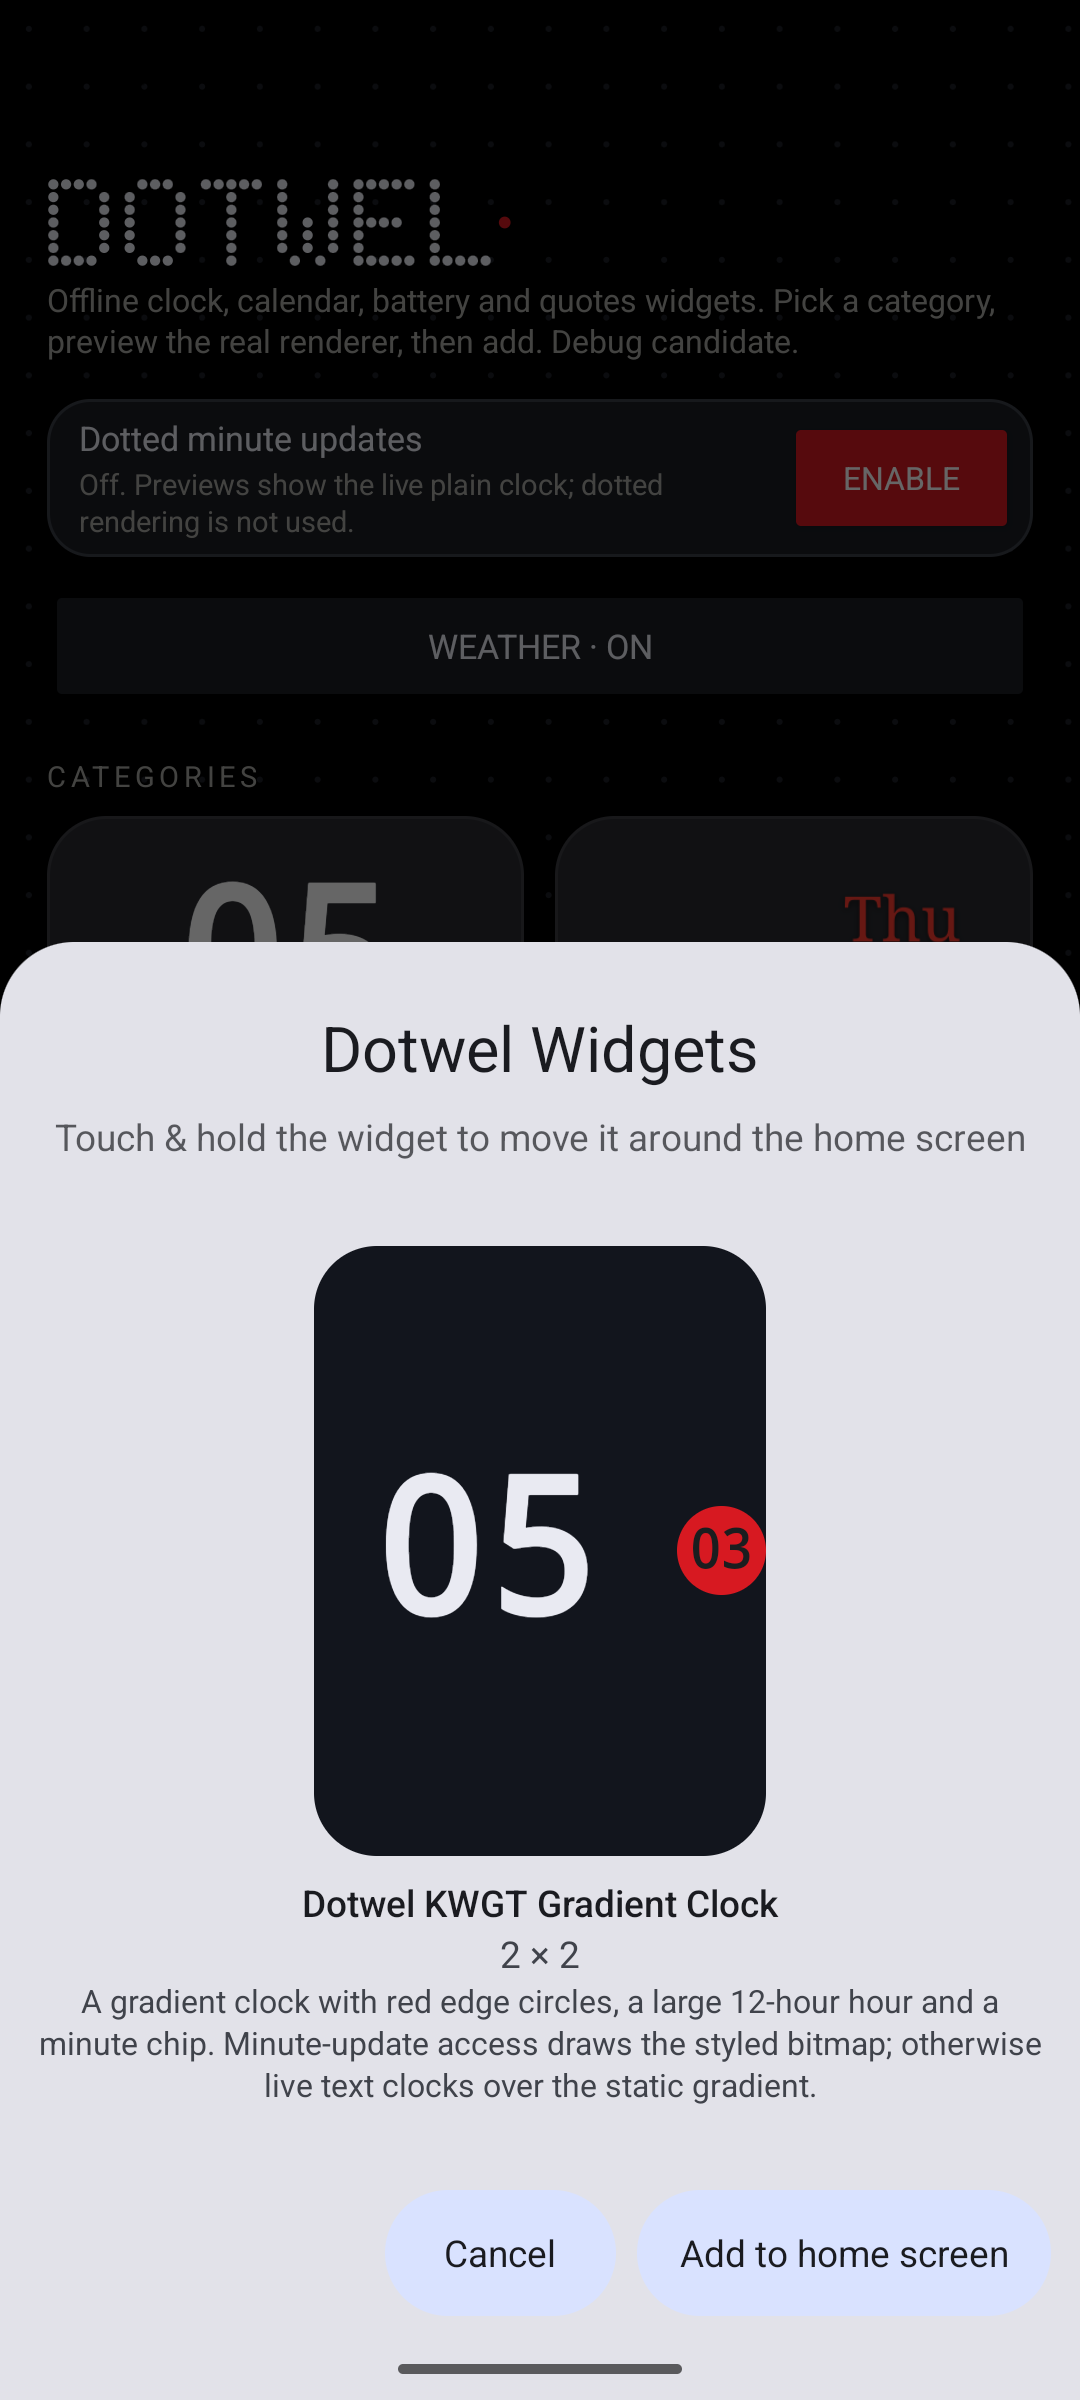 DOTWEL.
Offline clock, calendar, battery and quotes widgets. Pick a category,
preview the real renderer, then add. Debug candidate.
Dotted minute updates
Off. Previews show the live plain clock; dotted
rendering is not used.
ENABLE
WEATHER · ON
CATEGORIES
05
Thu
Dotwel Widgets
Touch & hold the widget to move it around the home screen
05
03
Dotwel KWGT Gradient Clock
2 × 2
A gradient clock with red edge circles, a large 12-hour hour and a
minute chip. Minute-update access draws the styled bitmap; otherwise
live text clocks over the static gradient.
Cancel
Add to home screen